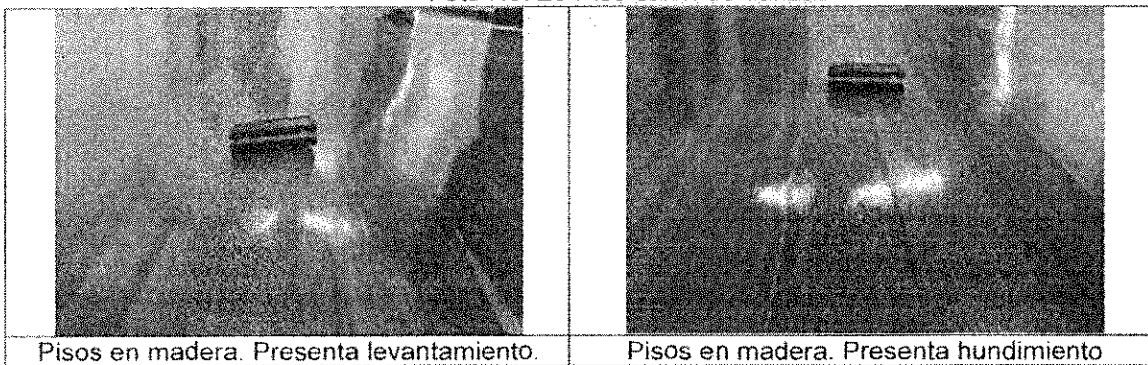 Pisos en madera. Presenta levantamiento.
Pisos en madera. Presenta hundimiento